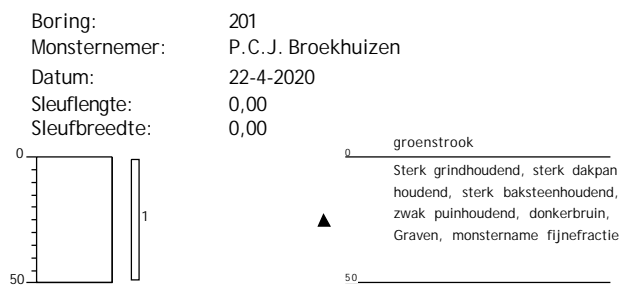 Boring: 201
Monsternemer: P.C.J. Broekhuizen
Datum: 22-4-2020
Sleuflengte: 0,00
Sleufbreedte: 0,00
0
0 groenstrook
Sterk grindhoudend, sterk dakpan
houdend, sterk baksteenhoudend,
zwak puinhoudend, donkerbruin,
Graven, monstername fijnefractie
1
50
50